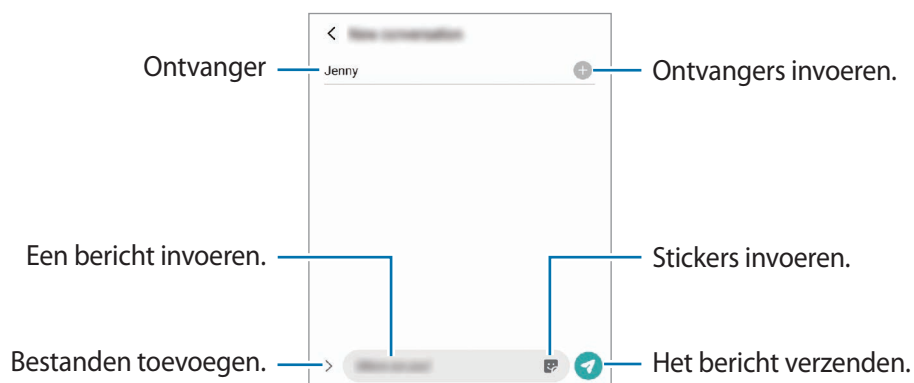 Ontvanger
Jenny
Ontvangers invoeren.
Een bericht invoeren.
Stickers invoeren.
Bestanden toevoegen.
Het bericht verzenden.